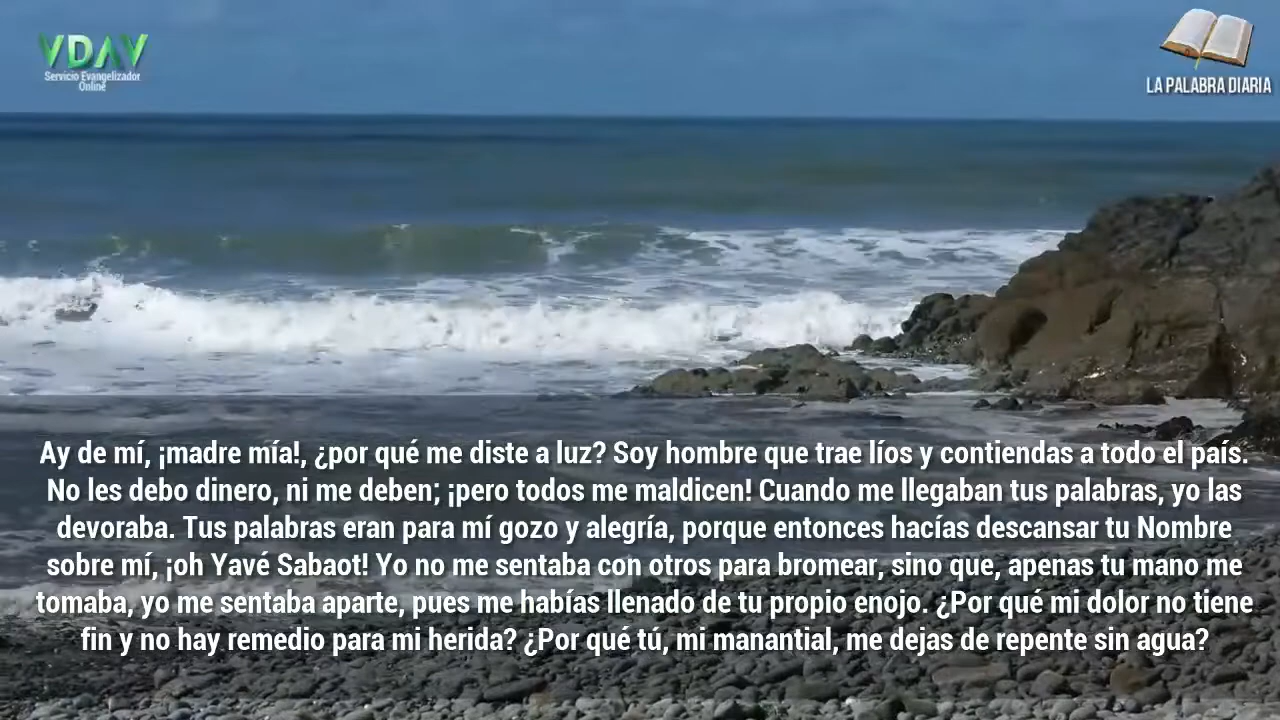 VDAV
Servicio Evangelizador
Online
LA PALABRA DIARIA
Ay de mí, ¡madre mía!, ¿por qué me diste a luz? Soy hombre que trae líos y contiendas a todo el país.
No les debo dinero, ni me deben; ¡pero todos me maldicen! Cuando me llegaban tus palabras, yo las
devoraba. Tus palabras eran para mí gozo y alegría, porque entonces hacías descansar tu Nombre
sobre mí, ¡oh Yavé Sabaot! Yo no me sentaba con otros para bromear, sino que, apenas tu mano me
tomaba, yo me sentaba aparte, pues me habías llenado de tu propio enojo. ¿Por qué mi dolor no tiene
fin y no hay remedio para mi herida? ¿Por qué tú, mi manantial, me dejas de repente sin agua?